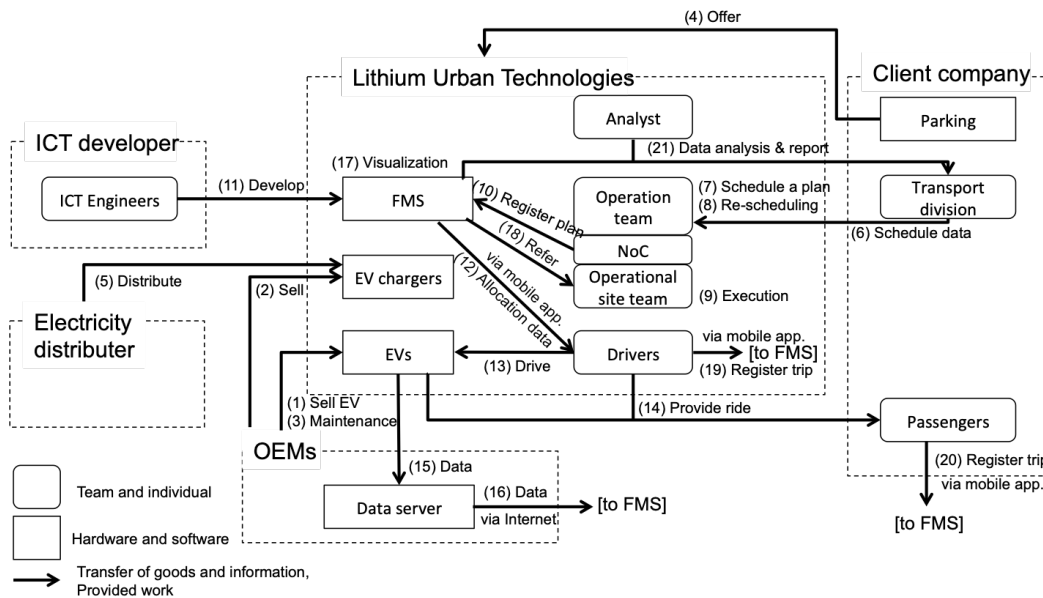 (4) Offer
Lithium Urban Technologies
Client company
Analyst
Parking
ICT developer
(21) Data analysis & report
(17) Visualization
(11) Develop
ICT Engineers
FMS
(10) Register plan
Operation
team
(7) Schedule a plan
(8) Re-scheduling
Transport
division
(6) Schedule data
NoC
(18) Refer
via mobile app.
(12) Allocation data
Operational
site team
(9) Execution
(5) Distribute
(2) Sell
EV chargers
Electricity
distributer
EVs
(13) Drive
Drivers
via mobile app.
[to FMS]
(19) Register trip
(1) Sell EV
(3) Maintenance
(14) Provide ride
Passengers
OEMs
(15) Data
(20) Register trip
via mobile app.
Data server
(16) Data
via Internet
[to FMS]
[to FMS]
Team and individual
Hardware and software
Transfer of goods and information,
Provided work